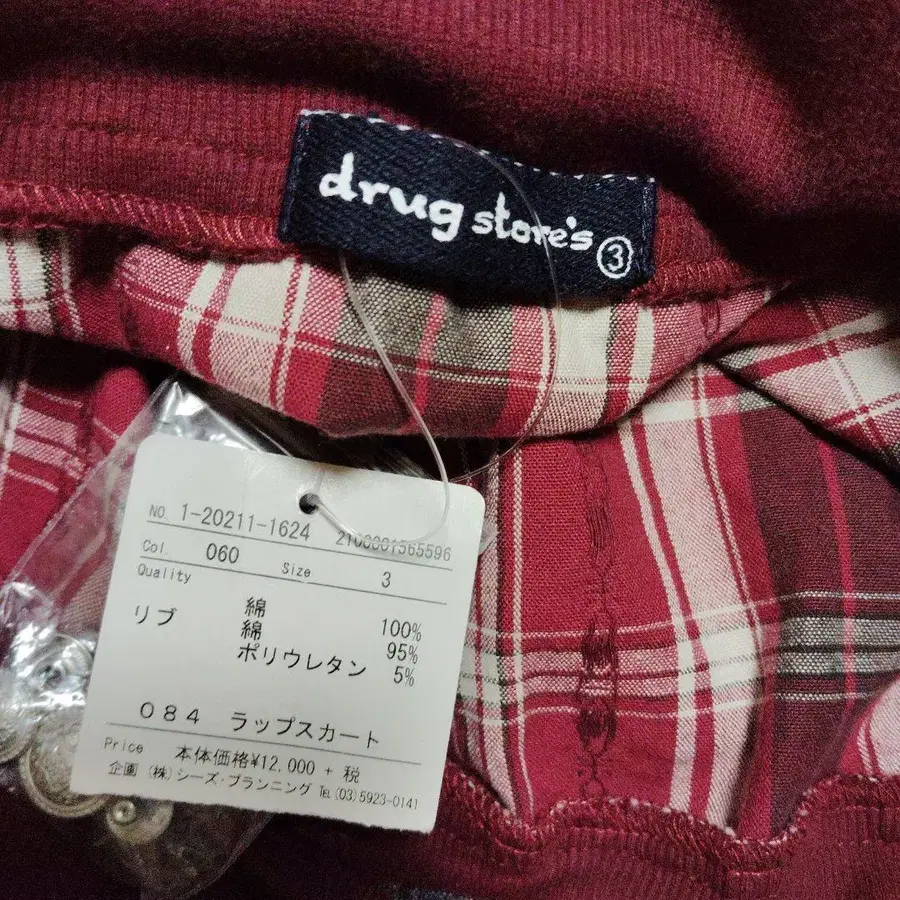 drug store's ③
NO. 1-20211-1624 2100001565596
Col. 060 Size 3
Quality
綿 100%
リブ 綿 95%
ポリウレタン 5%
084 ラップスカート
Price 本体価格¥12,000 + 税
企画 (株)シーズ・プランニング TEL(03)5923-0141